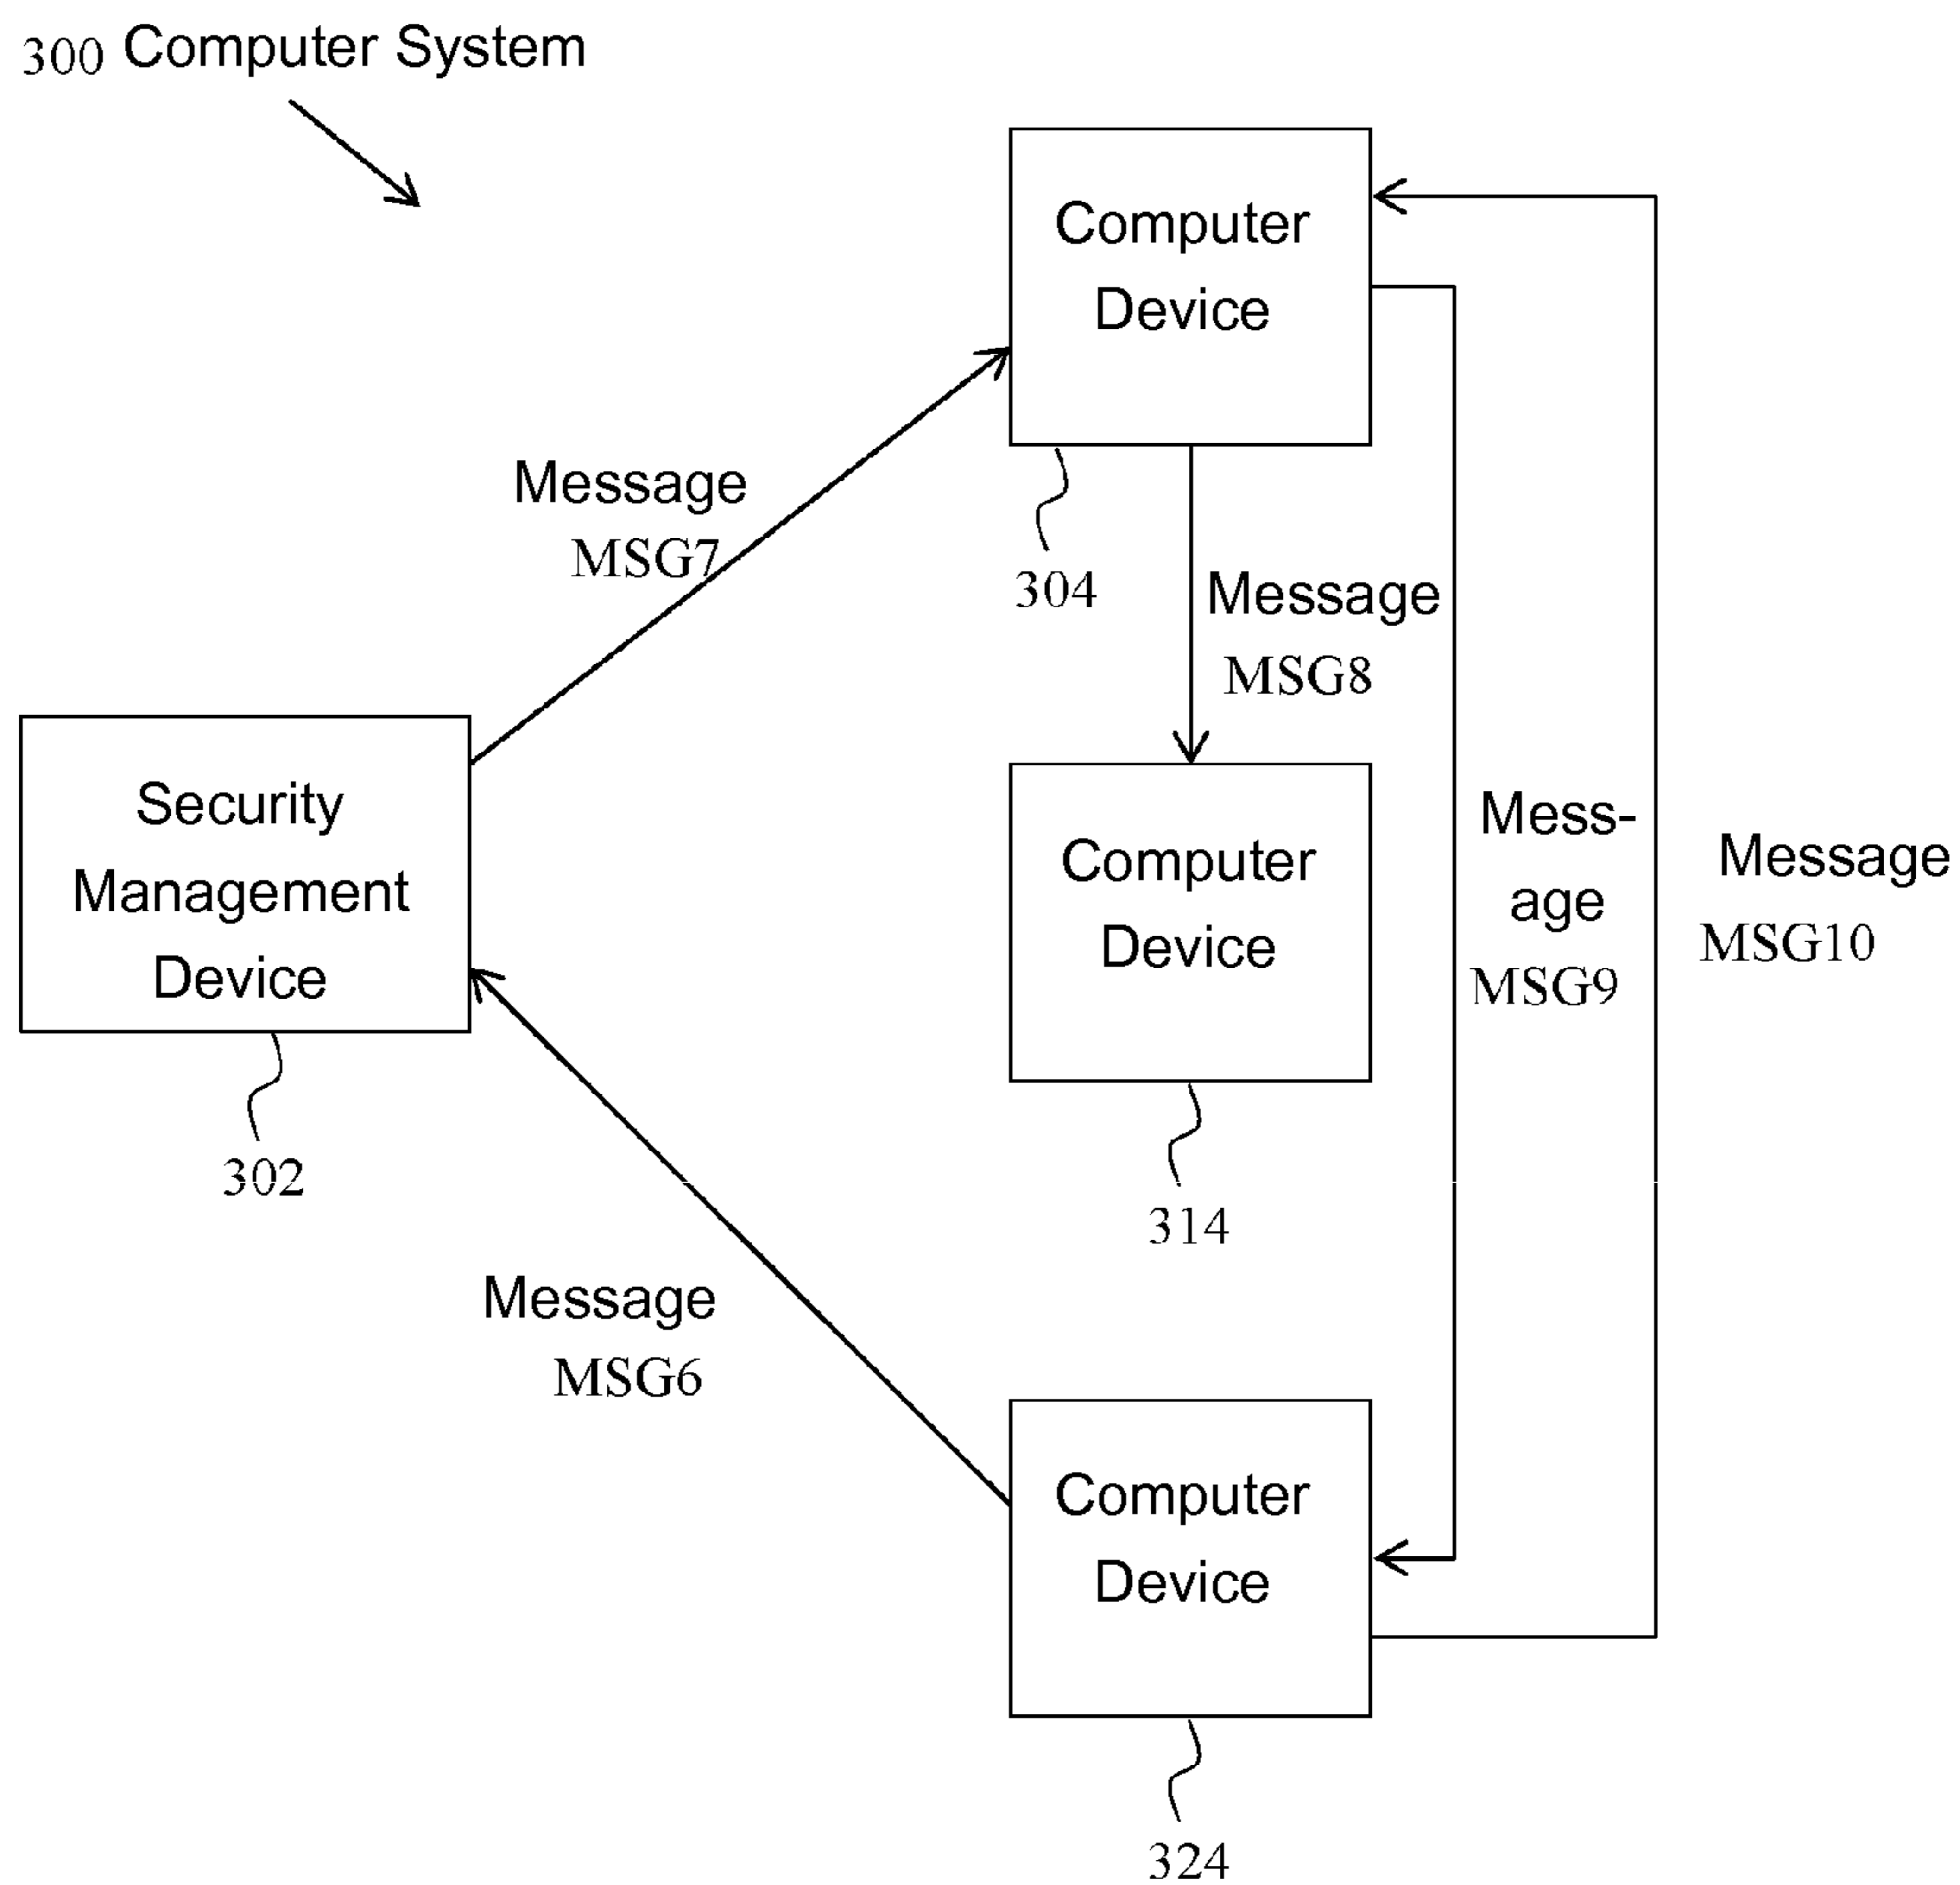 300 Computer System
Computer
Device
Message
MSG7
304
Message
MSG8
Security
Management
Device
302
Computer
Device
314
Mess-
age
MSG9
Message
MSG10
Message
MSG6
Computer
Device
324